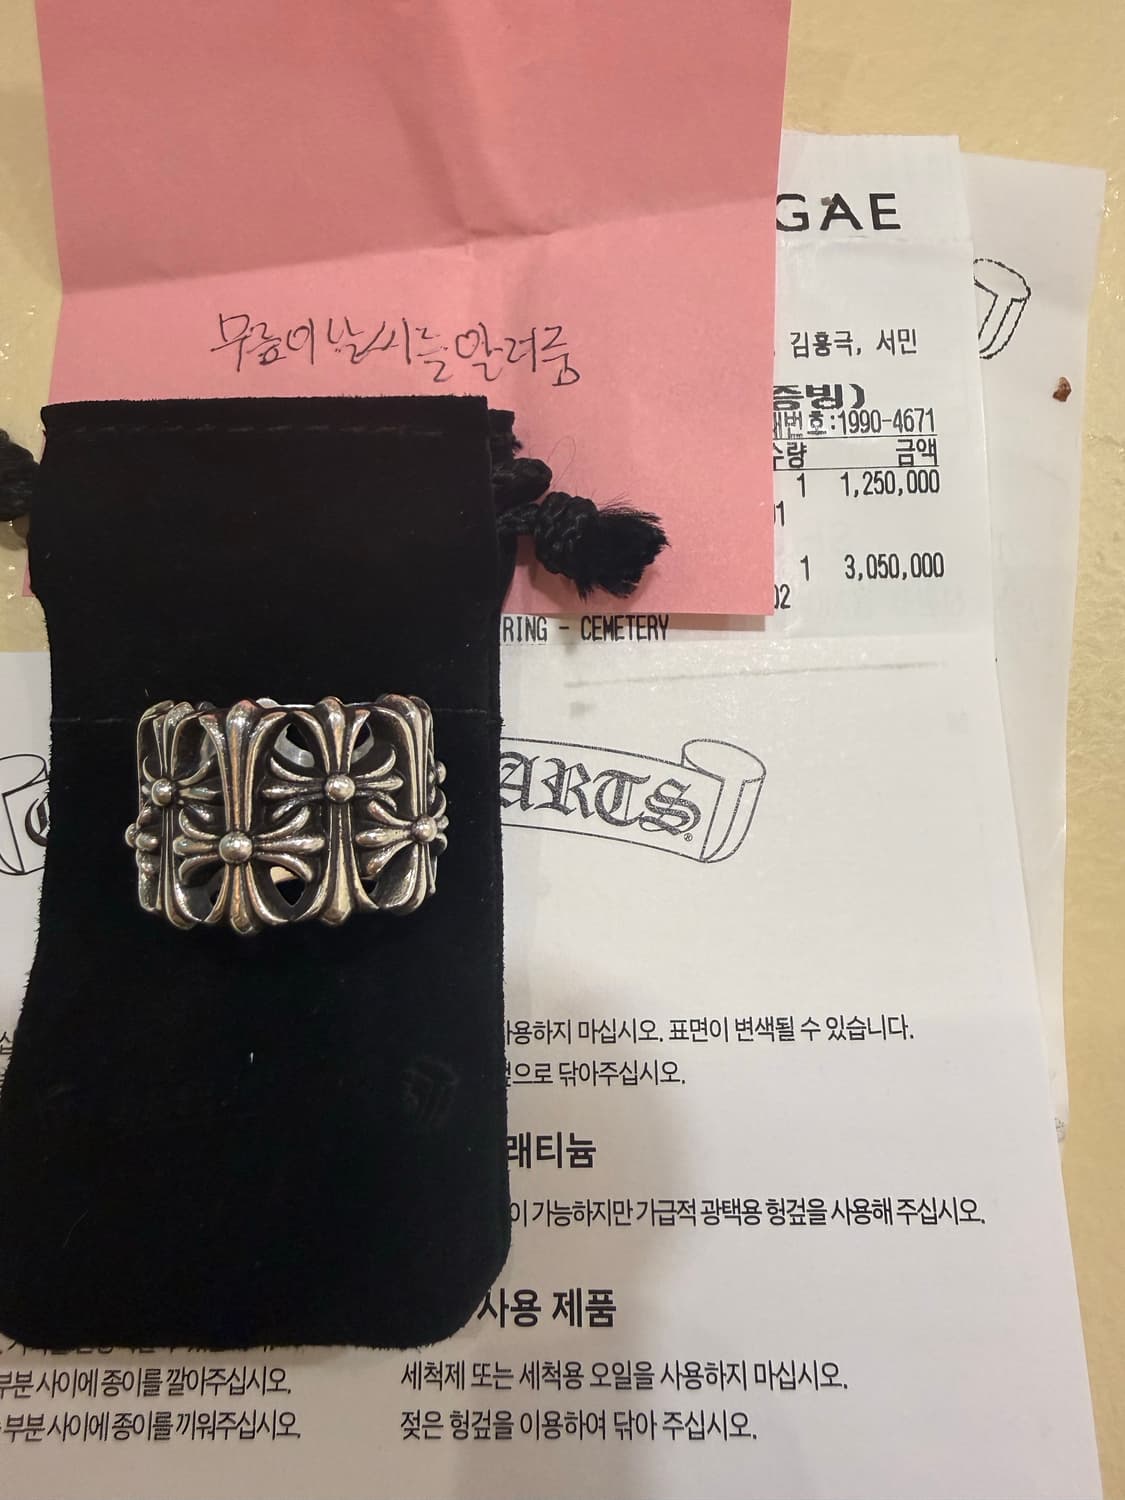 GAE
김홍극, 서민
증빙)
번호:1990-4671
수량 금액
1 1,250,000
01
1 3,050,000
02
RING - CEMETERY
무릎이 날씨는 알려줌
ARTS
사용하지 마십시오. 표면이 변색될 수 있습니다.
으로 닦아주십시오.
래티늄
이 가능하지만 가급적 광택용 헝겊을 사용해 주십시오.
사용 제품
부분 사이에 종이를 깔아주십시오.
세척제 또는 세척용 오일을 사용하지 마십시오.
부분 사이에 종이를 끼워주십시오.
젖은 헝겊을 이용하여 닦아 주십시오.